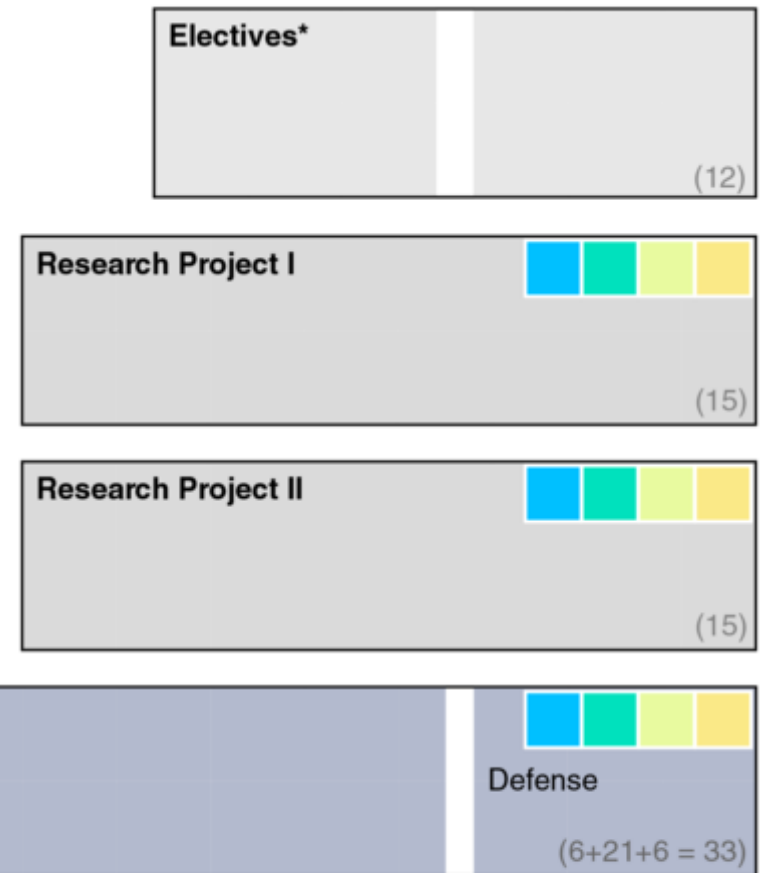 Electives*
(12)
Research Project I
(15)
Research Project II
(15)
Defense
(6+21+6 = 33)